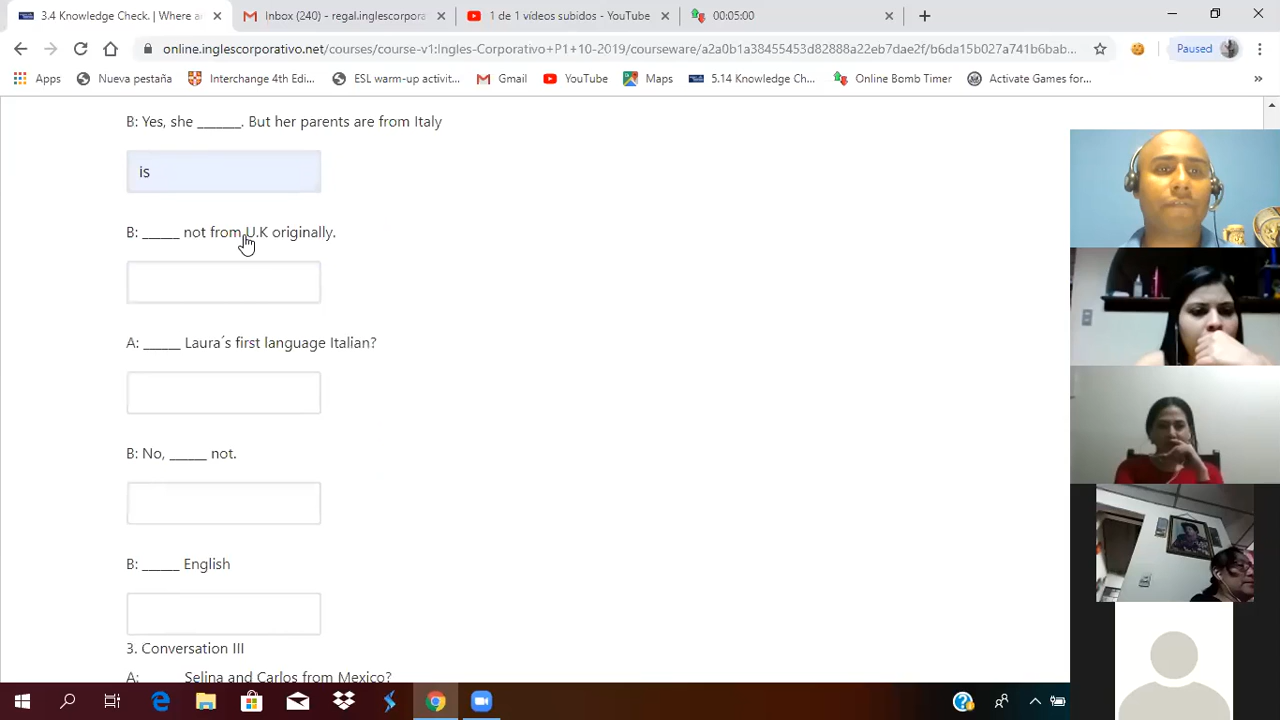 3.4 Knowledge Check. | Where a
Inbox (240) - regal.inglescorpora
1 de 1 vídeos subidos - YouTube
00:05:00
online.inglescorporativo.net/courses/course-v1:Ingles-Corporativo+P1+10-2019/courseware/a2a0b1a38455453d82888a22eb7dae2f/b6da15b027a741b6bab...
Paused
Apps
Nueva pestaña
Interchange 4th Edi...
ESL warm-up activit...
Gmail
YouTube
Maps
5.14 Knowledge Ch...
Online Bomb Timer
Activate Games for...
B: Yes, she _______. But her parents are from Italy
is
B: ______ not from U.K originally.
A: ______ Laura´s first language Italian?
B: No, ______ not.
B: ______ English
3. Conversation III
A: Selina and Carlos from Mexico?